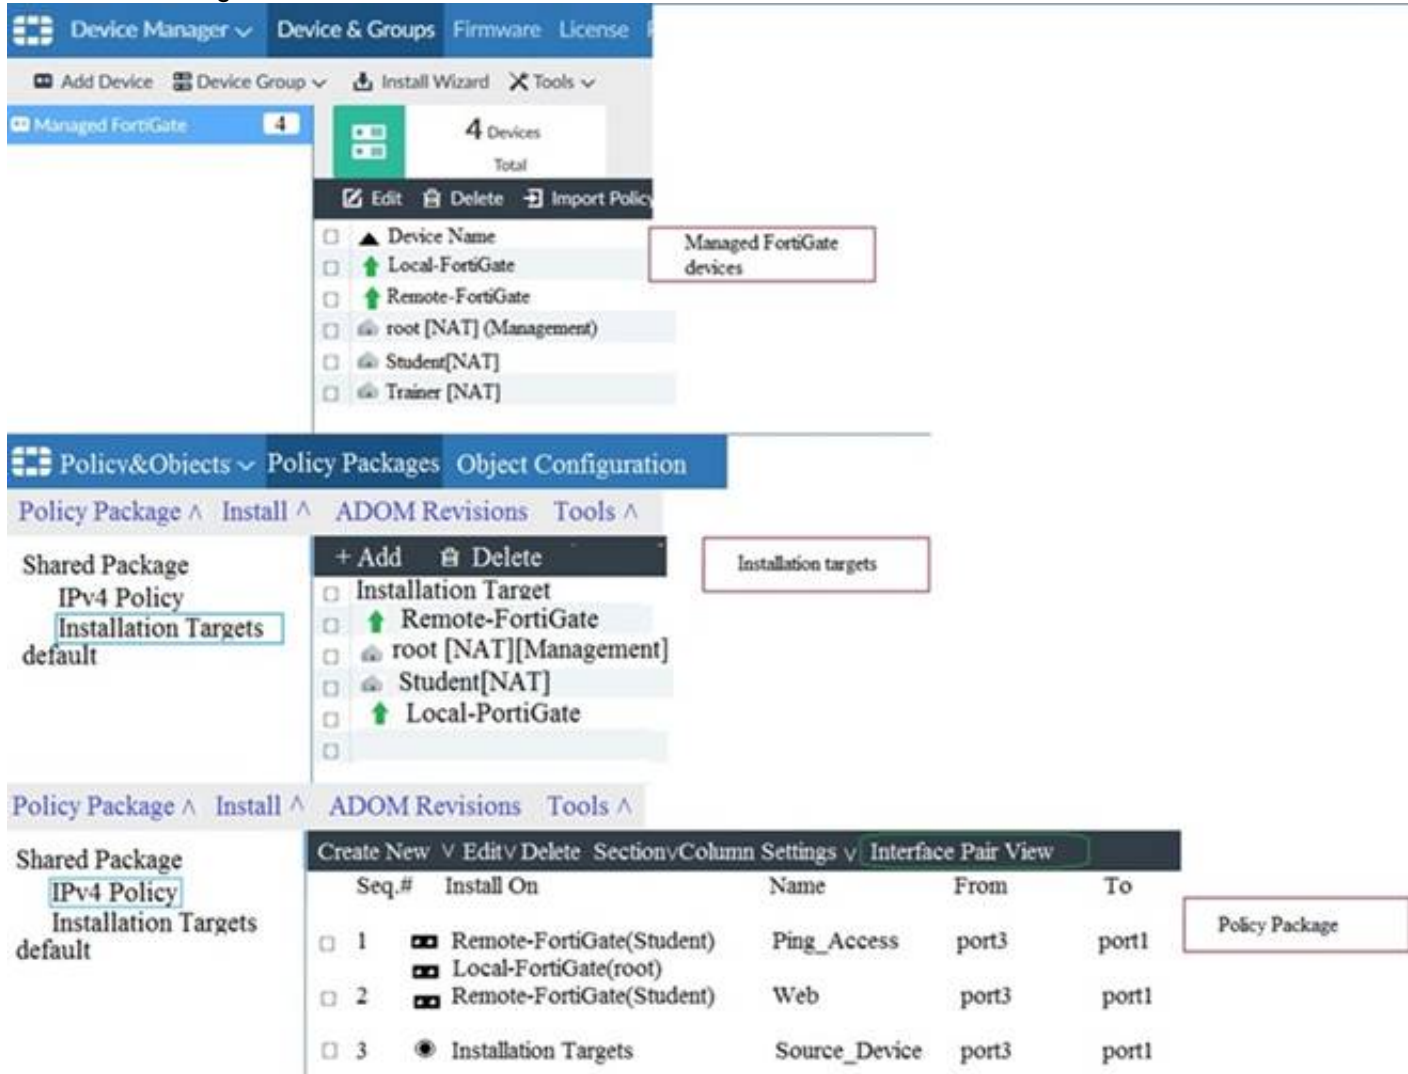 Device Manager Device & Groups Firmware License
Add Device Device Group Install Wizard Tools
Managed FortiGate 4
4 Devices
Total
Edit Delete Import Policy
Device Name
Managed FortiGate
devices
Local-FortiGate
Remote-FortiGate
root [NAT] (Management)
Student[NAT]
Trainer [NAT]
Policy&Objects Policy Packages Object Configuration
Policy Package ^ Install ^ ADOM Revisions Tools ^
Shared Package
IPv4 Policy
Installation Targets
default
+ Add Delete
Installation Target
Remote-FortiGate
root [NAT][Management]
Student[NAT]
Local-PortiGate
Installation targets
Policy Package ^ Install ^ ADOM Revisions Tools ^
Shared Package
IPv4 Policy
Installation Targets
default
Create New V Edit v Delete Section v Column Settings v Interface Pair View
Seq.# Install On Name From To
1 Remote-FortiGate(Student) Ping_Access port3 port1
Local-FortiGate(root)
2 Remote-FortiGate(Student) Web port3 port1
3 Installation Targets Source_Device port3 port1
Policy Package